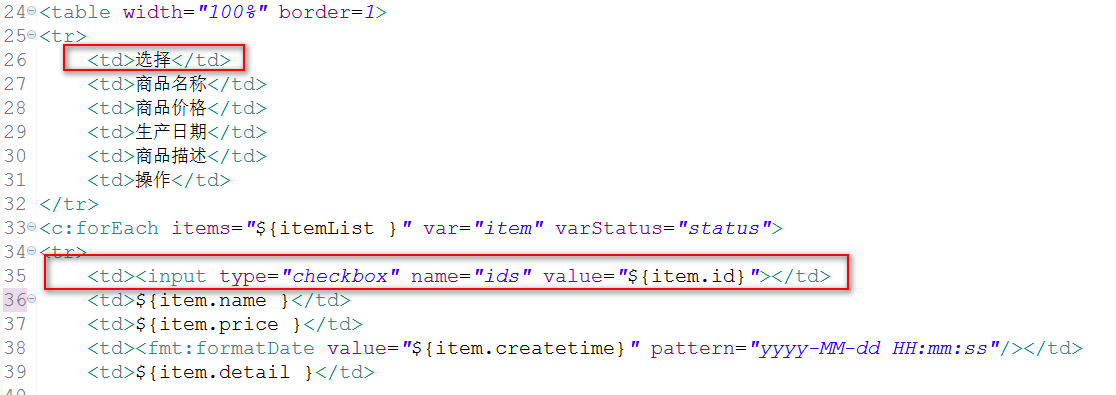 24 <table width="100%" border=1>
25 <tr>
26 <td>选择</td>
27 <td>商品名称</td>
28 <td>商品价格</td>
29 <td>生产日期</td>
30 <td>商品描述</td>
31 <td>操作</td>
32 </tr>
33 <c:forEach items="${itemList }" var="item" varStatus="status">
34 <tr>
35 <td><input type="checkbox" name="ids" value="${item.id}"></td>
36 <td>${item.name }</td>
37 <td>${item.price }</td>
38 <td><fmt:formatDate value="${item.createtime}" pattern="yyyy-MM-dd HH:mm:ss"/></td>
39 <td>${item.detail }</td>